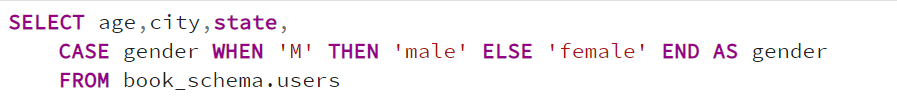 SELECT age,city,state,
CASE gender WHEN 'M' THEN 'male' ELSE 'female' END AS gender
FROM book_schema.users